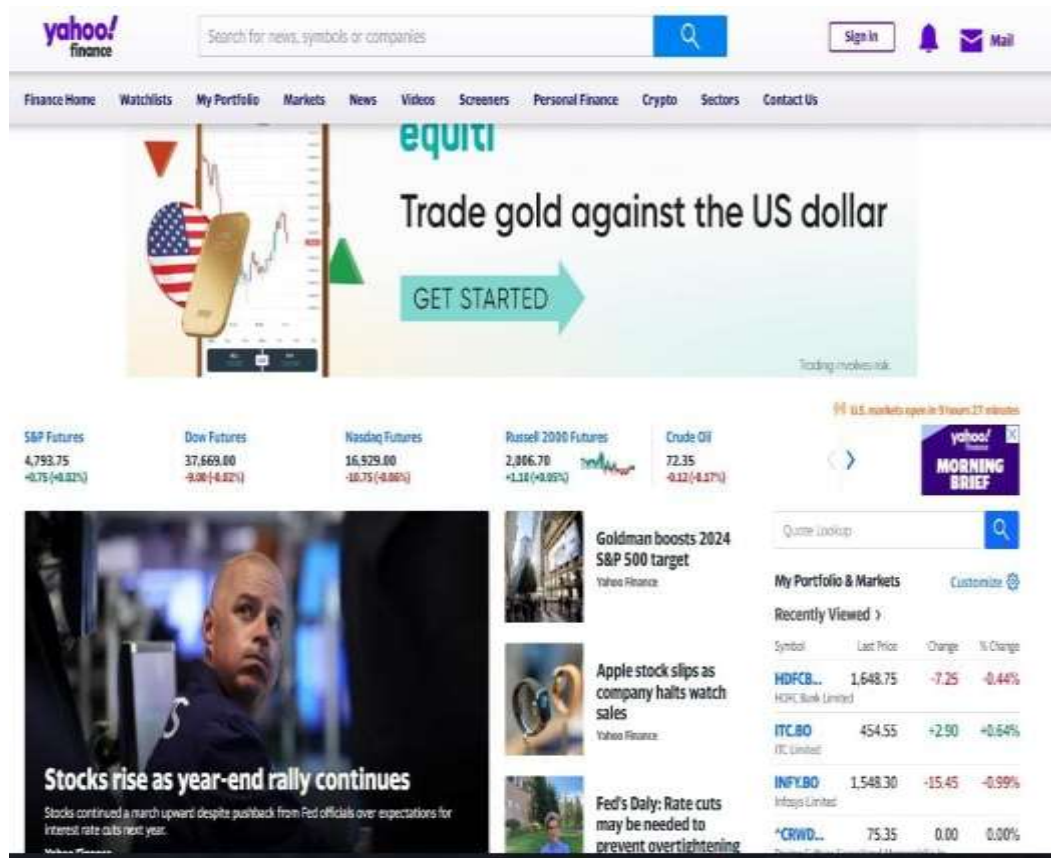 yahoo!
finance
Search for news, symbols or companies
Sign in
Mail
Finance Home Watchlists My Portfolio Markets News Videos Screeners Personal Finance Crypto Sectors Contact Us
equiti
Trade gold against the US dollar
GET STARTED
Trading involves risk.
U.S. markets open in 9 hours 27 minutes
S&P Futures
4,793.75
+0.75 (+0.02%)
Dow Futures
37,669.00
-9.00 (-0.02%)
Nasdaq Futures
16,929.00
-10.75 (-0.06%)
Russell 2000 Futures
2,006.70
+1.10 (+0.05%)
Crude Oil
72.35
-0.12 (-0.17%)
yahoo!
finance
MORNING
BRIEF
Stocks rise as year-end rally continues
Stocks continued a march upward despite pushback from Fed officials over expectations for
interest rate cuts next year.
Yahoo Finance
Goldman boosts 2024
S&P 500 target
Yahoo Finance
Apple stock slips as
company halts watch
sales
Yahoo Finance
Fed's Daly: Rate cuts
may be needed to
prevent overtightening
Quote Lookup
My Portfolio & Markets Customize
Recently Viewed >
Symbol Last Price Change % Change
HDFCB... 1,648.75 -7.25 -0.44%
HDFC Bank Limited
ITC.BO 454.55 +2.90 +0.64%
ITC Limited
INFY.BO 1,548.30 -15.45 -0.99%
Infosys Limited
^CRWD... 75.35 0.00 0.00%